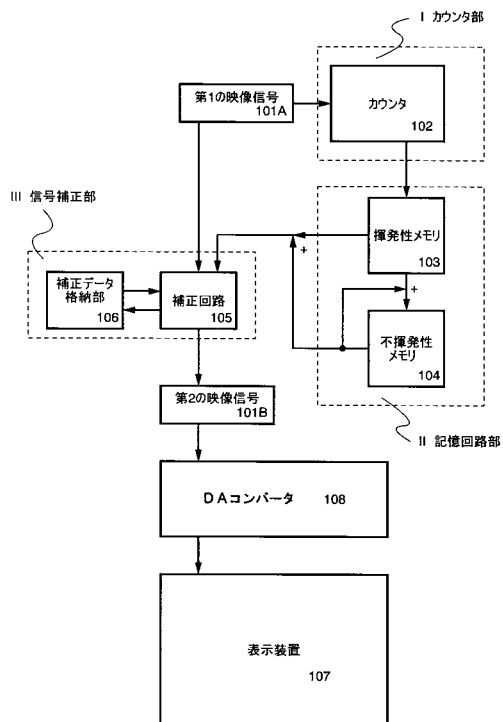 I カウンタ部
第1の映像信号
101A
カウンタ
102
III 信号補正部
揮発性メモリ
103
+
+
補正データ
格納部
106
補正回路
105
不揮発性
メモリ
104
第2の映像信号
101B
II 記憶回路部
DAコンバータ 108
表示装置
107